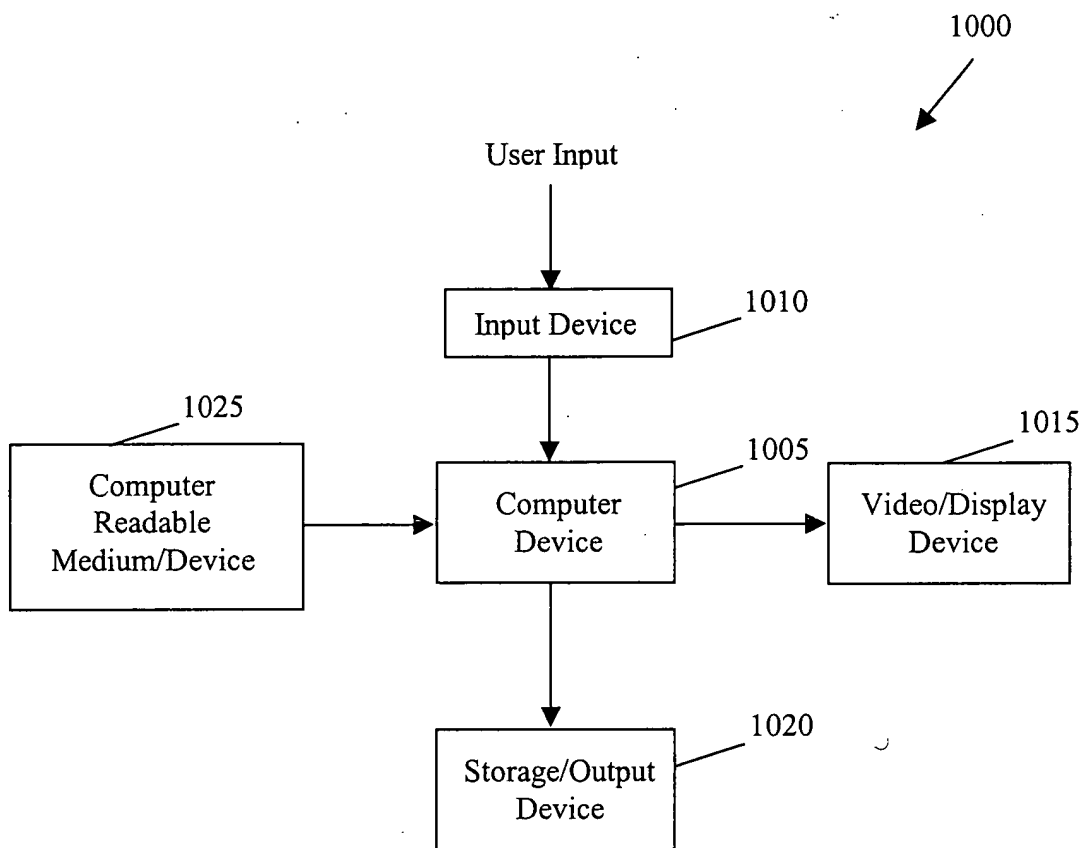 1000
User Input
Input Device
1010
1025
Computer
Readable
Medium/Device
Computer
Device
1005
Video/Display
Device
1015
Storage/Output
Device
1020